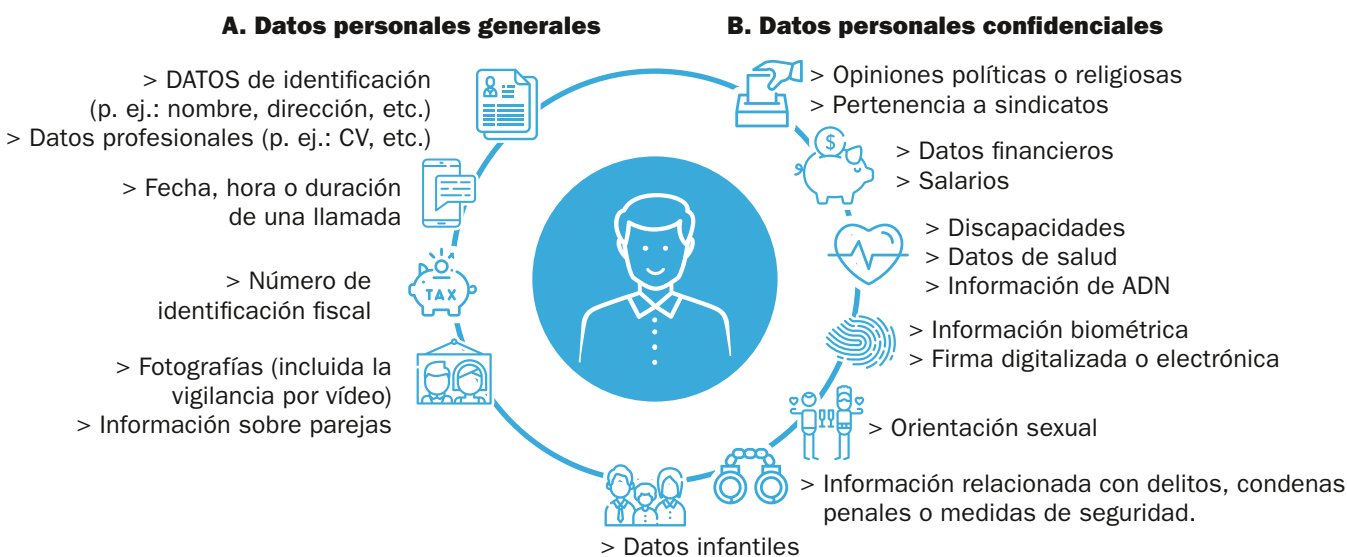 A. Datos personales generales
> DATOS de identificación
(p. ej.: nombre, dirección, etc.)
> Datos profesionales (p. ej.: CV, etc.)
> Fecha, hora o duración
de una llamada
> Número de
identificación fiscal
TAX
> Fotografías (incluida la
vigilancia por vídeo)
> Información sobre parejas
B. Datos personales confidenciales
> Opiniones políticas o religiosas
> Pertenencia a sindicatos
$
> Datos financieros
> Salarios
> Discapacidades
> Datos de salud
> Información de ADN
> Información biométrica
> Firma digitalizada o electrónica
> Orientación sexual
> Información relacionada con delitos, condenas
penales o medidas de seguridad.
> Datos infantiles